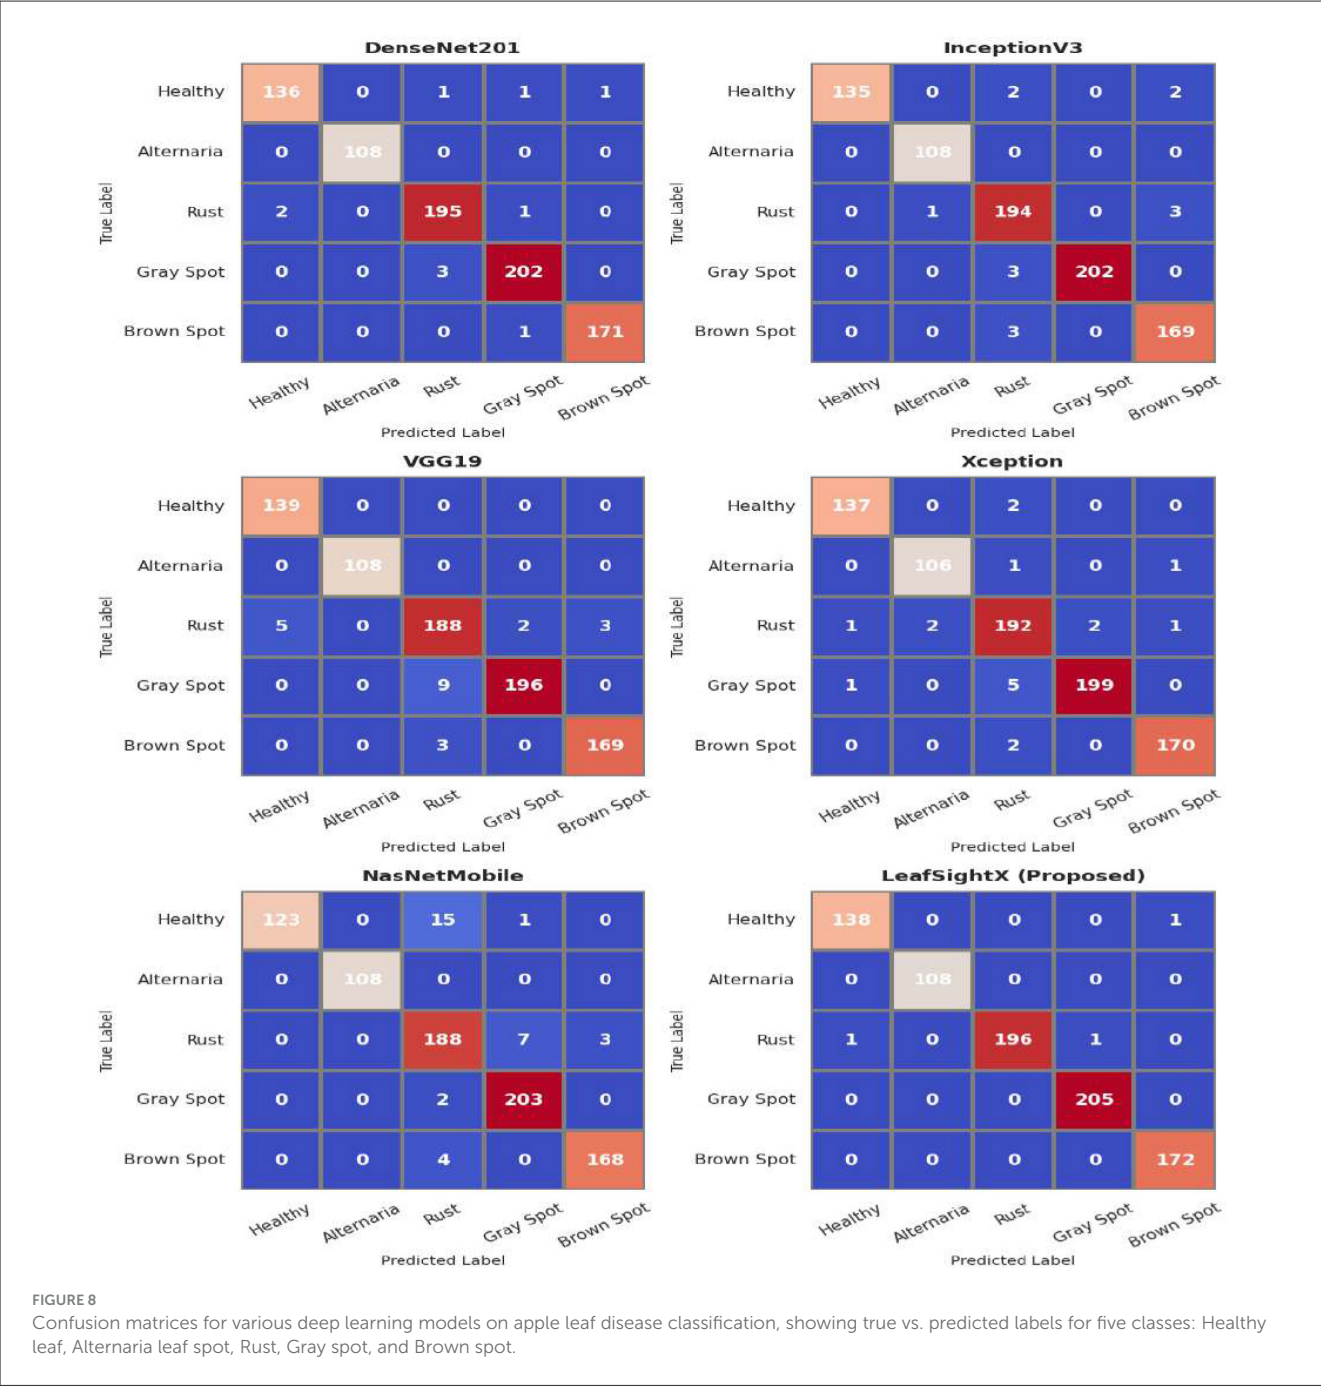 DenseNet201
Healthy 136 0 1 1 1
Alternaria 0 108 0 0 0
Rust 2 0 195 1 0
Gray Spot 0 0 3 202 0
Brown Spot 0 0 0 1 171
True Label
Healthy Alternaria Rust Gray Spot Brown Spot
Predicted Label
InceptionV3
Healthy 135 0 2 0 2
Alternaria 0 108 0 0 0
Rust 0 1 194 0 3
Gray Spot 0 0 3 202 0
Brown Spot 0 0 3 0 169
True Label
Healthy Alternaria Rust Gray Spot Brown Spot
Predicted Label
VGG19
Healthy 139 0 0 0 0
Alternaria 0 108 0 0 0
Rust 5 0 188 2 3
Gray Spot 0 0 9 196 0
Brown Spot 0 0 3 0 169
True Label
Healthy Alternaria Rust Gray Spot Brown Spot
Predicted Label
Xception
Healthy 137 0 2 0 0
Alternaria 0 106 1 0 1
Rust 1 2 192 2 1
Gray Spot 1 0 5 199 0
Brown Spot 0 0 2 0 170
True Label
Healthy Alternaria Rust Gray Spot Brown Spot
Predicted Label
NasNetMobile
Healthy 123 0 15 1 0
Alternaria 0 108 0 0 0
Rust 0 0 188 7 3
Gray Spot 0 0 2 203 0
Brown Spot 0 0 4 0 168
True Label
Healthy Alternaria Rust Gray Spot Brown Spot
Predicted Label
LeafSightX (Proposed)
Healthy 138 0 0 0 1
Alternaria 0 108 0 0 0
Rust 1 0 196 1 0
Gray Spot 0 0 0 205 0
Brown Spot 0 0 0 0 172
True Label
Healthy Alternaria Rust Gray Spot Brown Spot
Predicted Label
FIGURE 8
Confusion matrices for various deep learning models on apple leaf disease classification, showing true vs. predicted labels for five classes: Healthy
leaf, Alternaria leaf spot, Rust, Gray spot, and Brown spot.